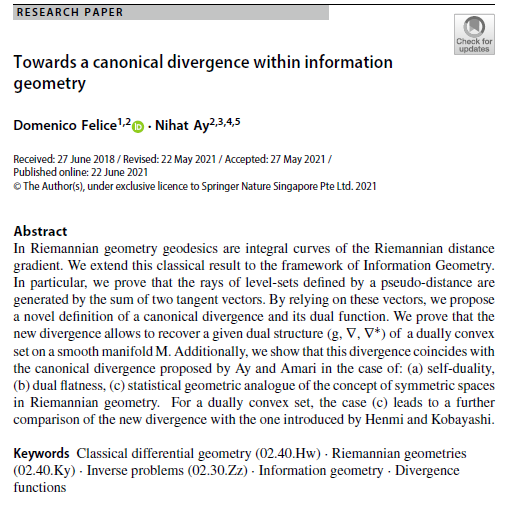 RESEARCH PAPER
Check for
updates
Towards a canonical divergence within information
geometry
Domenico Felice1,2 · Nihat Ay2,3,4,5
Received: 27 June 2018 / Revised: 22 May 2021 / Accepted: 27 May 2021 /
Published online: 22 June 2021
© The Author(s), under exclusive licence to Springer Nature Singapore Pte Ltd. 2021
Abstract
In Riemannian geometry geodesics are integral curves of the Riemannian distance
gradient. We extend this classical result to the framework of Information Geometry.
In particular, we prove that the rays of level-sets defined by a pseudo-distance are
generated by the sum of two tangent vectors. By relying on these vectors, we propose
a novel definition of a canonical divergence and its dual function. We prove that the
new divergence allows to recover a given dual structure (g, ∇, ∇*) of a dually convex
set on a smooth manifold M. Additionally, we show that this divergence coincides with
the canonical divergence proposed by Ay and Amari in the case of: (a) self-duality,
(b) dual flatness, (c) statistical geometric analogue of the concept of symmetric spaces
in Riemannian geometry. For a dually convex set, the case (c) leads to a further
comparison of the new divergence with the one introduced by Henmi and Kobayashi.
Keywords Classical differential geometry (02.40.Hw) · Riemannian geometries
(02.40.Ky) · Inverse problems (02.30.Zz) · Information geometry · Divergence
functions